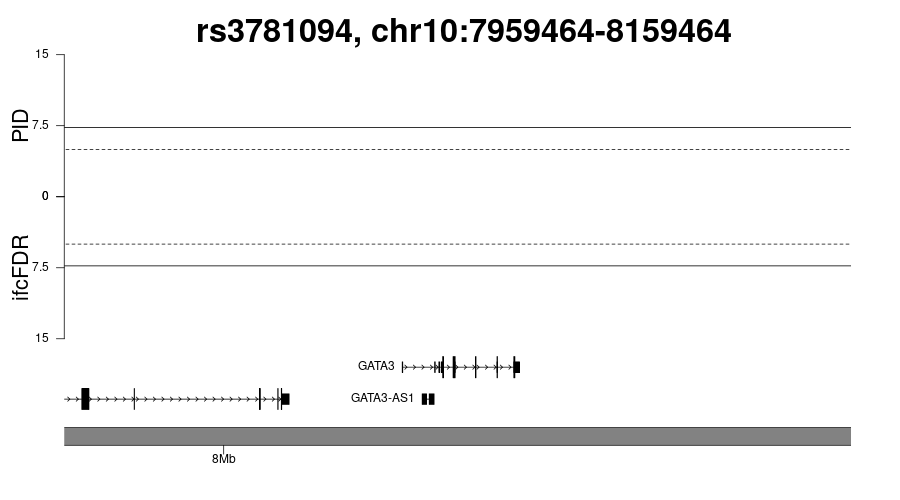 rs3781094, chr10:7959464-8159464
15
PID
7.5
0
ifcFDR
7.5
15
GATA3
GATA3-AS1
8Mb